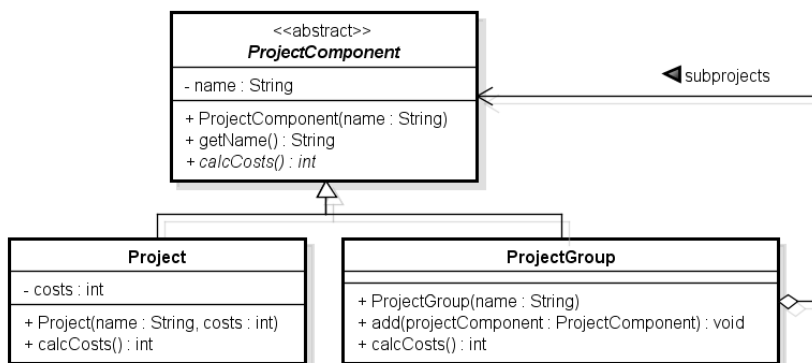 <<abstract>>
ProjectComponent
- name : String
+ ProjectComponent(name : String)
+ getName() : String
+ calcCosts() : int
subprojects
Project
- costs : int
+ Project(name : String, costs : int)
+ calcCosts() : int
ProjectGroup
+ ProjectGroup(name : String)
+ add(projectComponent : ProjectComponent) : void
+ calcCosts() : int